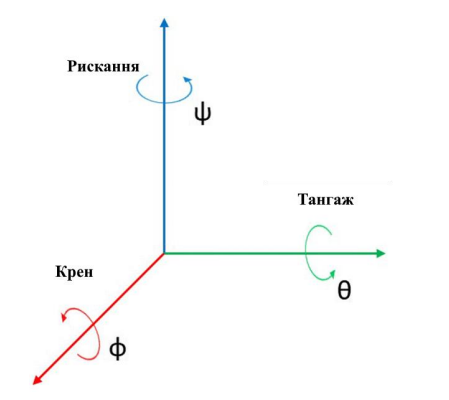 Рискання
ψ
Тангаж
θ
Крен
ϕ